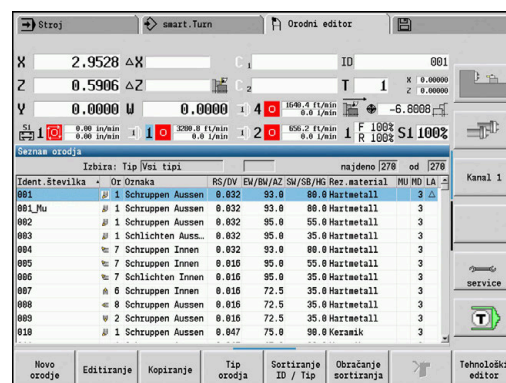 Stroj smart.Turn Orodni editor
X 2.9528 ΔX C 1 ID 001
Z 0.5906 ΔZ C 2 T 1 X 0.00000
Z 0.00000
Y 0.0000 U 0.0000 4 0 1640.4 ft/min 0.0 1/min -6.8008
S1 1 0 0.00 in/min 0.00 in/min 1 0 3280.8 ft/min 0.0 1/min 2 0 656.2 ft/min 0.0 1/min 1 F 100% R 100% S1 100%
Seznam orodja
Izbira: Tip Vsi tipi najdeno 278 od 278
Ident.številka Or Oznaka RS/DV EW/BW/AZ SW/SB/HG Rez.material MU MD LA
001 1 Schruppen Aussen 0.032 93.0 80.0 Hartmetall 3
001_Mu 1 Schruppen Aussen 0.032 93.0 80.0 Hartmetall 3
002 1 Schruppen Aussen 0.032 95.0 55.0 Hartmetall 3
003 1 Schlichten Auss… 0.032 95.0 35.0 Hartmetall 3
004 7 Schruppen Innen 0.032 93.0 80.0 Hartmetall 3
005 7 Schruppen Innen 0.016 95.0 55.0 Hartmetall 3
006 7 Schlichten Innen 0.016 95.0 35.0 Hartmetall 3
007 6 Schruppen Innen 0.016 72.5 35.0 Hartmetall 3
008 8 Schruppen Aussen 0.016 72.5 35.0 Hartmetall 3
009 2 Schruppen Aussen 0.016 72.5 35.0 Hartmetall 3
010 1 Schruppen Aussen 0.047 75.0 90.0 Keramik 3
Kanal 1
service
T
Novo orodje
Editiranje
Kopiranje
Tip orodja
Sortiranje ID / Tip
Obračanje sortiranja
Tehnološki editor